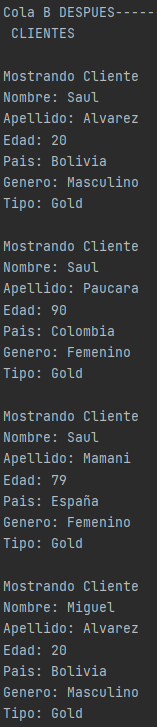 Cola B DESPUES-----
CLIENTES
Mostrando Cliente
Nombre: Saul
Apellido: Alvarez
Edad: 20
Pais: Bolivia
Genero: Masculino
Tipo: Gold
Mostrando Cliente
Nombre: Saul
Apellido: Paucara
Edad: 90
Pais: Colombia
Genero: Femenino
Tipo: Gold
Mostrando Cliente
Nombre: Saul
Apellido: Mamani
Edad: 79
Pais: España
Genero: Femenino
Tipo: Gold
Mostrando Cliente
Nombre: Miguel
Apellido: Alvarez
Edad: 20
Pais: Bolivia
Genero: Masculino
Tipo: Gold